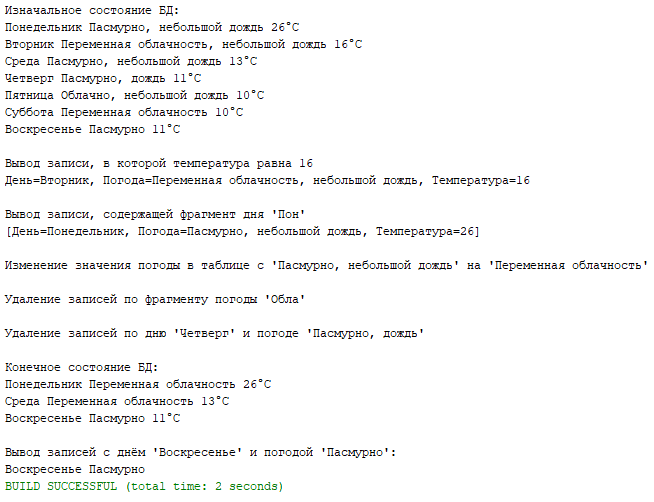 Изначальное состояние БД:
Понедельник Пасмурно, небольшой дождь 26°C
Вторник Переменная облачность, небольшой дождь 16°C
Среда Пасмурно, небольшой дождь 13°C
Четверг Пасмурно, дождь 11°C
Пятница Облачно, небольшой дождь 10°C
Суббота Переменная облачность 10°C
Воскресенье Пасмурно 11°C
Вывод записи, в которой температура равна 16
День=Вторник, Погода=Переменная облачность, небольшой дождь, Температура=16
Вывод записи, содержащей фрагмент дня 'Пон'
[День=Понедельник, Погода=Пасмурно, небольшой дождь, Температура=26]
Изменение значения погоды в таблице с 'Пасмурно, небольшой дождь' на 'Переменная облачность'
Удаление записей по фрагменту погоды 'Обла'
Удаление записей по дню 'Четверг' и погоде 'Пасмурно, дождь'
Конечное состояние БД:
Понедельник Переменная облачность 26°C
Среда Переменная облачность 13°C
Воскресенье Пасмурно 11°C
Вывод записей с днём 'Воскресенье' и погодой 'Пасмурно':
Воскресенье Пасмурно
BUILD SUCCESSFUL (total time: 2 seconds)